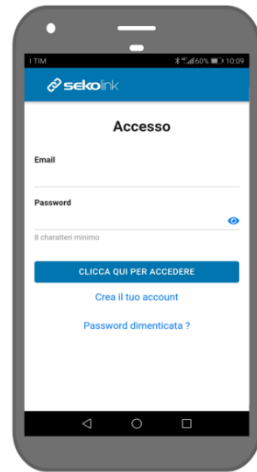 I TIM 60% 10:09
sekolink
Accesso
Email
Password
8 charatteri minimo
CLICCA QUI PER ACCEDERE
Crea il tuo account
Password dimenticata ?